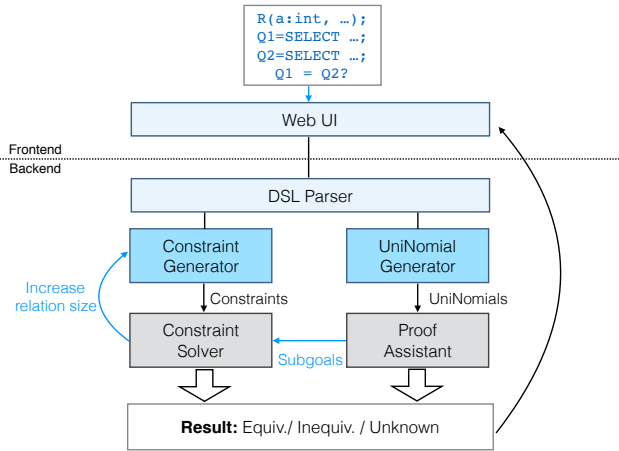 R(a:int, …);
Q1=SELECT …;
Q2=SELECT …;
Q1 = Q2?
Web UI
Frontend
Backend
DSL Parser
Constraint
Generator
UniNomial
Generator
Increase
relation size
Constraints
UniNomials
Constraint
Solver
Subgoals
Proof
Assistant
Result: Equiv./ Inequiv. / Unknown